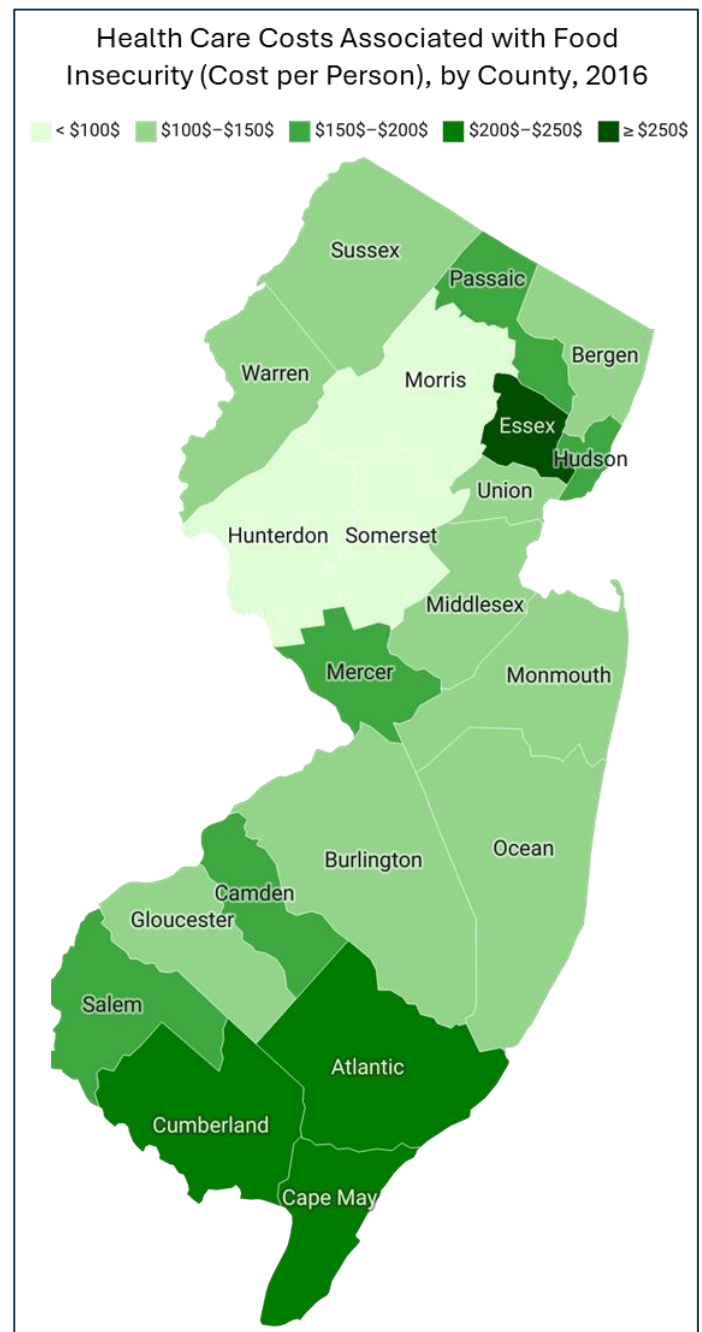 Health Care Costs Associated with Food
Insecurity (Cost per Person), by County, 2016
< $100$ $100$–$150$ $150$–$200$ $200$–$250$ ≥ $250$
Sussex
Passaic
Bergen
Warren
Morris
Essex
Hudson
Union
Hunterdon Somerset
Middlesex
Mercer
Monmouth
Ocean
Burlington
Camden
Gloucester
Salem
Atlantic
Cumberland
Cape May